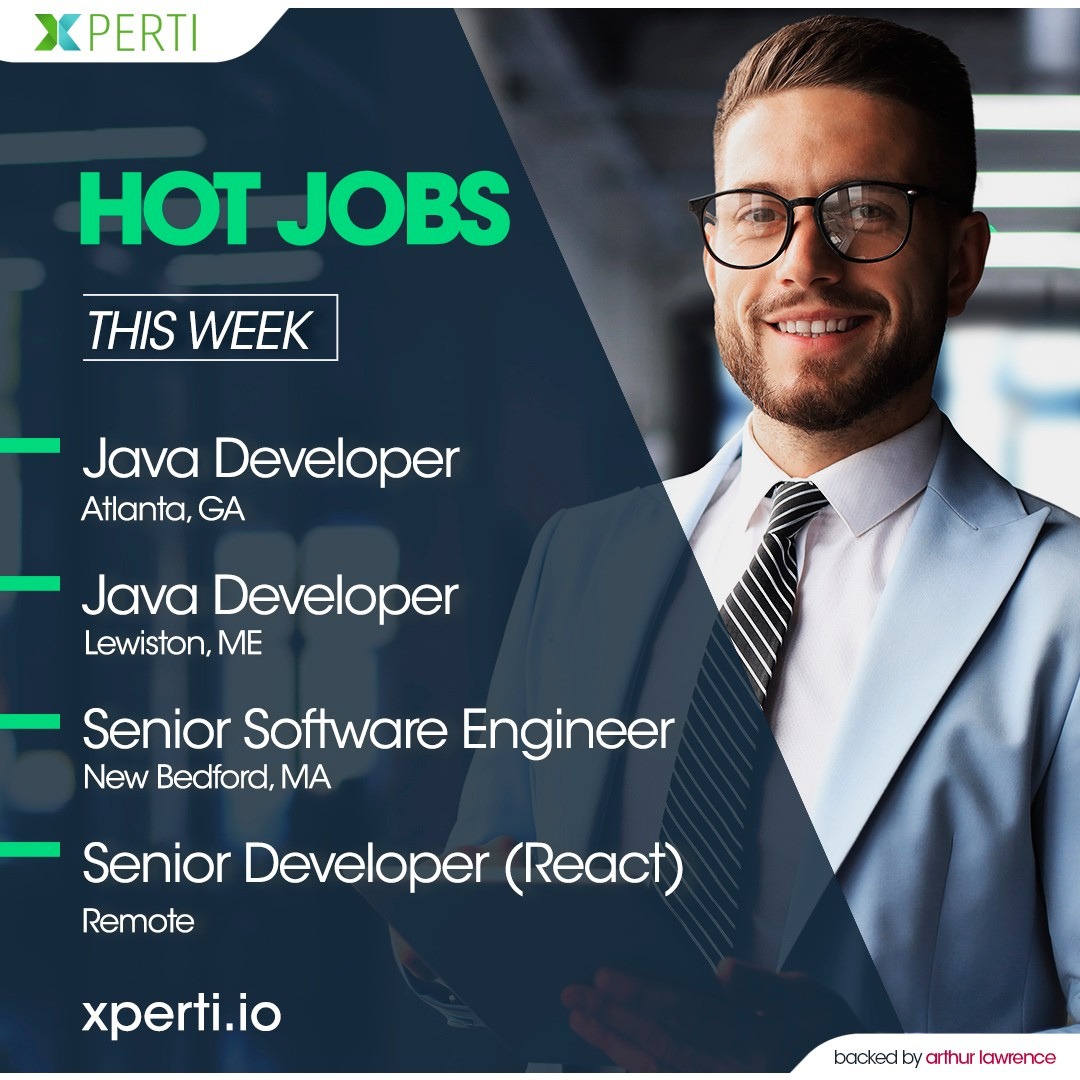 XPERTI
HOT JOBS
THIS WEEK
Java Developer
Atlanta, GA
Java Developer
Lewiston, ME
Senior Software Engineer
New Bedford, MA
Senior Developer (React)
Remote
xperti.io
backed by arthur lawrence